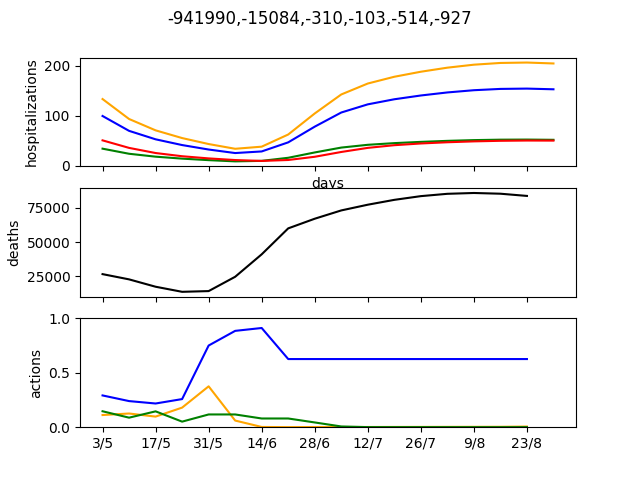 -941990,-15084,-310,-103,-514,-927
200
100
0
hospitalizations
days
75000
50000
25000
deaths
1.0
0.5
0.0
actions
3/5 17/5 31/5 14/6 28/6 12/7 26/7 9/8 23/8